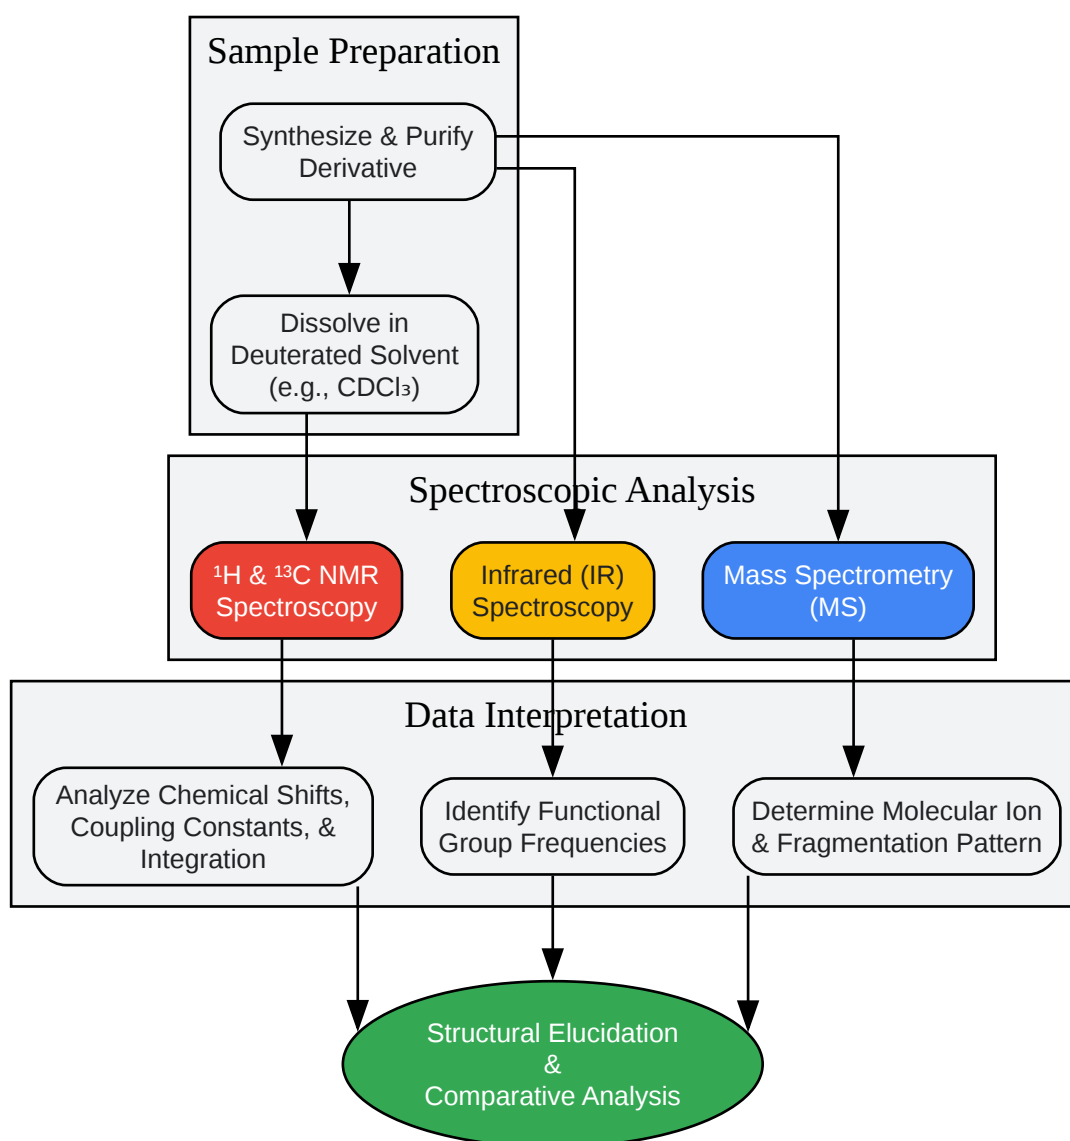 Sample Preparation
Synthesize & Purify
Derivative
Dissolve in
Deuterated Solvent
(e.g., CDCl₃)
Spectroscopic Analysis
¹H & ¹³C NMR
Spectroscopy
Infrared (IR)
Spectroscopy
Mass Spectrometry
(MS)
Data Interpretation
Analyze Chemical Shifts,
Coupling Constants, &
Integration
Identify Functional
Group Frequencies
Determine Molecular Ion
& Fragmentation Pattern
Structural Elucidation
&
Comparative Analysis